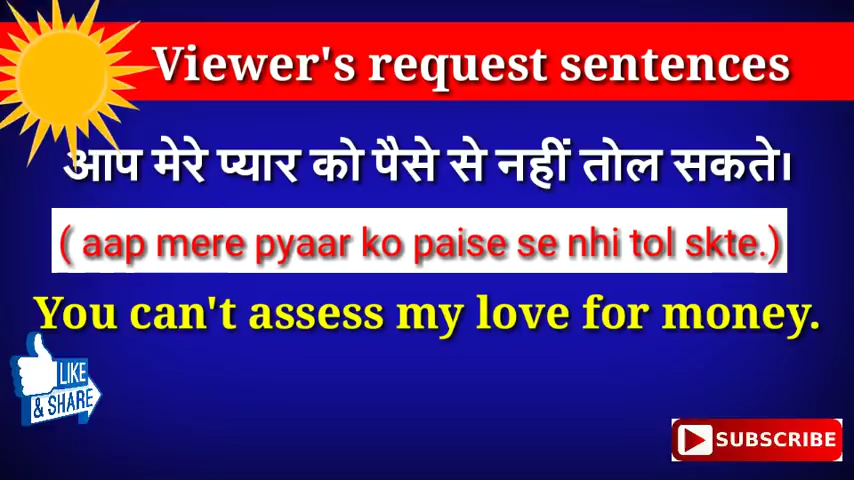 Viewer's request sentences
आप मेरे प्यार को पैसे से नहीं तोल सकते।
( aap mere pyaar ko paise se nhi tol skte.)
You can't assess my love for money.
LIKE
& SHARE
SUBSCRIBE